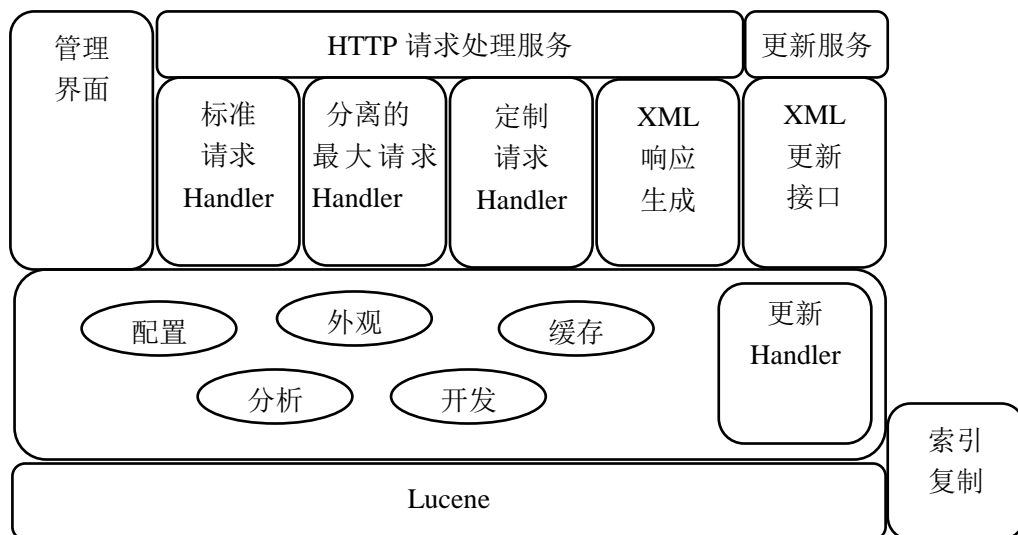 管理
界面
HTTP 请求处理服务
更新服务
标准
请求
Handler
分离的
最大请求
Handler
定制
请求
Handler
XML
响应
生成
XML
更新
接口
配置
外观
缓存
分析
开发
更新
Handler
索引
复制
Lucene